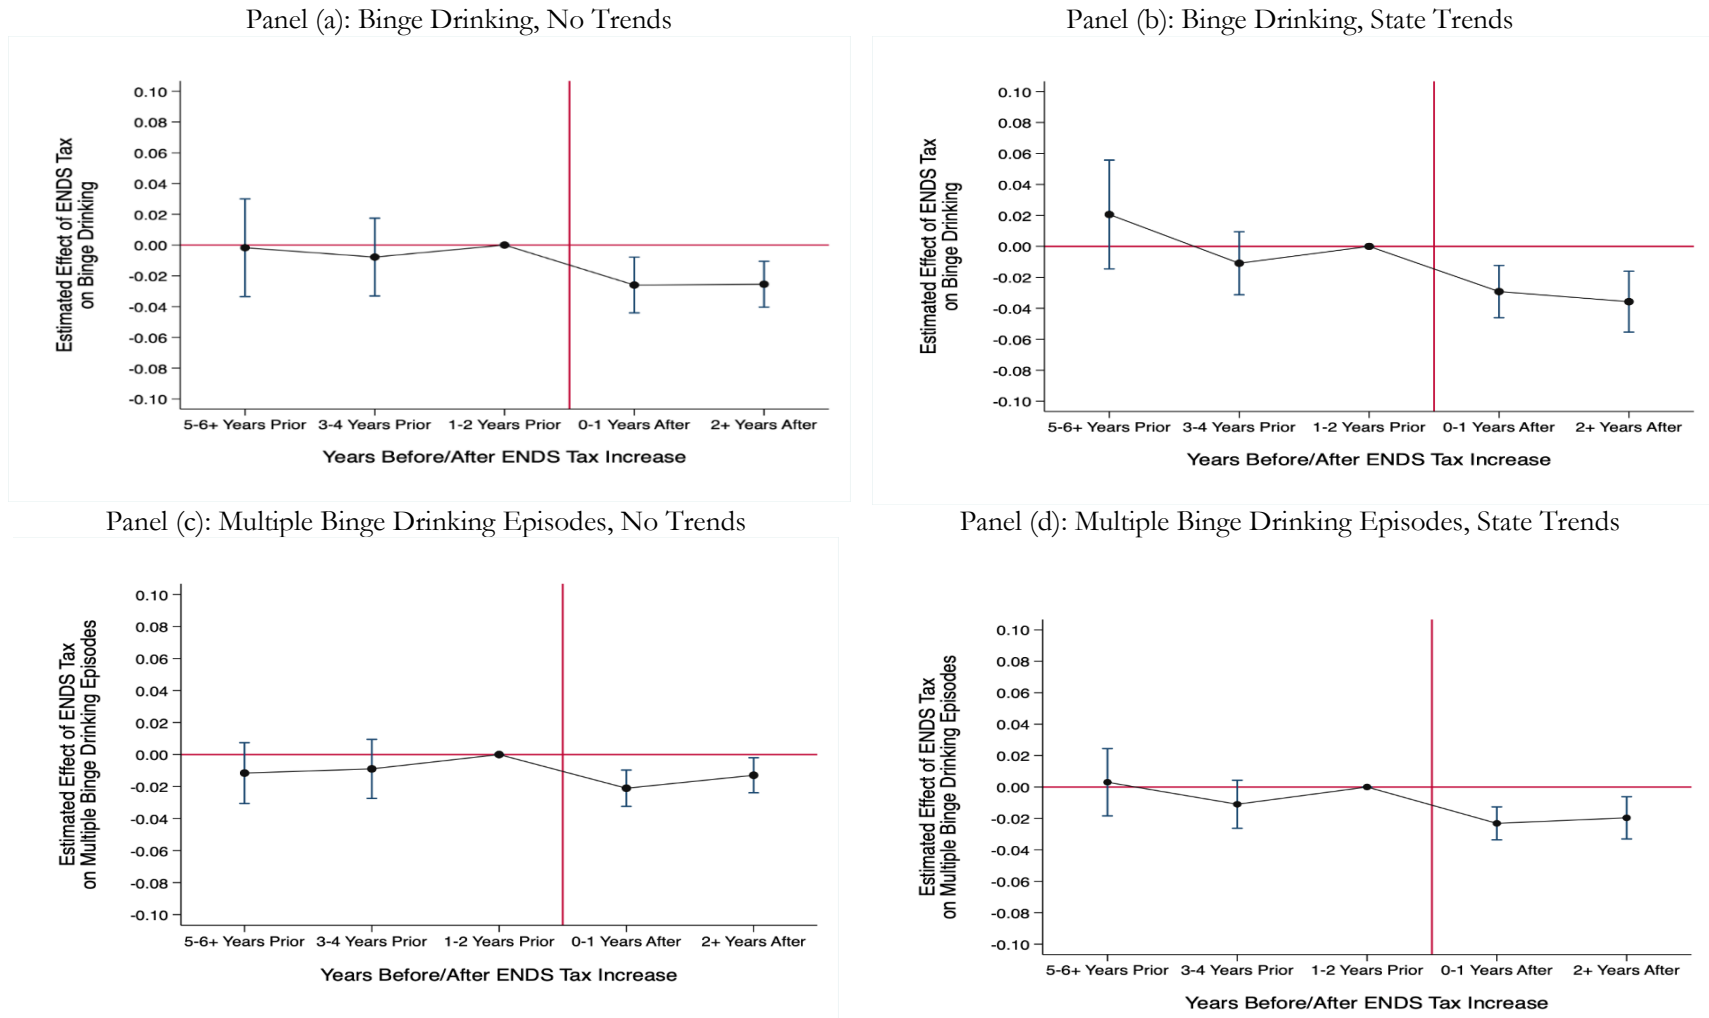 Panel (a): Binge Drinking, No Trends
Estimated Effect of ENDS Tax
on Binge Drinking
0.10
0.08
0.06
0.04
0.02
0.00
-0.02
-0.04
-0.06
-0.08
-0.10
5-6+ Years Prior 3-4 Years Prior 1-2 Years Prior 0-1 Years After 2+ Years After
Years Before/After ENDS Tax Increase
Panel (b): Binge Drinking, State Trends
Estimated Effect of ENDS Tax
on Binge Drinking
0.10
0.08
0.06
0.04
0.02
0.00
-0.02
-0.04
-0.06
-0.08
-0.10
5-6+ Years Prior 3-4 Years Prior 1-2 Years Prior 0-1 Years After 2+ Years After
Years Before/After ENDS Tax Increase
Panel (c): Multiple Binge Drinking Episodes, No Trends
Estimated Effect of ENDS Tax
on Multiple Binge Drinking Episodes
0.10
0.08
0.06
0.04
0.02
0.00
-0.02
-0.04
-0.06
-0.08
-0.10
5-6+ Years Prior 3-4 Years Prior 1-2 Years Prior 0-1 Years After 2+ Years After
Years Before/After ENDS Tax Increase
Panel (d): Multiple Binge Drinking Episodes, State Trends
Estimated Effect of ENDS Tax
on Multiple Binge Drinking Episodes
0.10
0.08
0.06
0.04
0.02
0.00
-0.02
-0.04
-0.06
-0.08
-0.10
5-6+ Years Prior 3-4 Years Prior 1-2 Years Prior 0-1 Years After 2+ Years After
Years Before/After ENDS Tax Increase